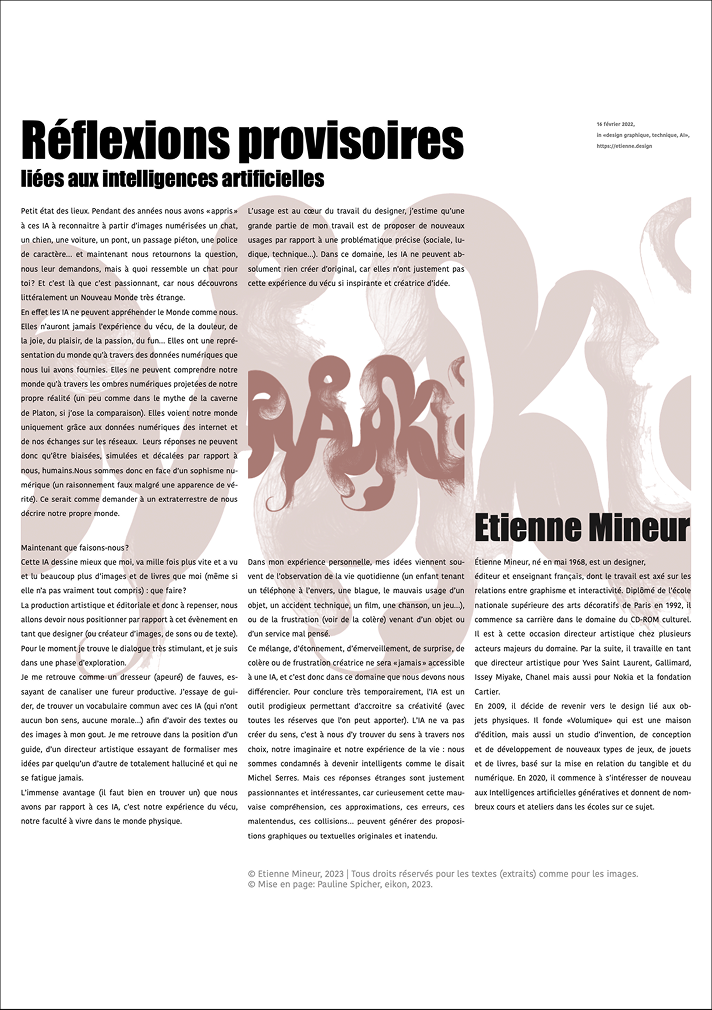 Réflexions provisoires
liées aux intelligences artificielles
16 février 2022,
in «design graphique, technique, AI»,
https://etienne.design
Petit état des lieux. Pendant des années nous avons «appris»
à ces IA à reconnaitre à partir d'images numérisées un chat,
un chien, une voiture, un pont, un passage piéton, une police
de caractère... et maintenant nous retournons la question,
nous leur demandons, mais à quoi ressemble un chat pour
toi? Et c'est là que c'est passionnant, car nous découvrons
littéralement un Nouveau Monde très étrange.
En effet les IA ne peuvent appréhender le Monde comme nous.
Elles n'auront jamais l'expérience du vécu, de la douleur, de
la joie, du plaisir, de la passion, du fun... Elles ont une repré-
sentation du monde qu'à travers des données numériques que
nous lui avons fournies. Elles ne peuvent comprendre notre
monde qu'à travers les ombres numériques projetées de notre
propre réalité (un peu comme dans le mythe de la caverne
de Platon, si j'ose la comparaison). Elles voient notre monde
uniquement grâce aux données numériques des internet et
de nos échanges sur les réseaux.  Leurs réponses ne peuvent
donc qu'être biaisées, simulées et décalées par rapport à
nous, humains.Nous sommes donc en face d'un sophisme nu-
mérique (un raisonnement faux malgré une apparence de vé-
rité). Ce serait comme demander à un extraterrestre de nous
décrire notre propre monde.
Maintenant que faisons-nous?
Cette IA dessine mieux que moi, va mille fois plus vite et a vu
et lu beaucoup plus d'images et de livres que moi (même si
elle n'a pas vraiment tout compris) : que faire?
La production artistique et éditoriale et donc à repenser, nous
allons devoir nous positionner par rapport à cet évènement en
tant que designer (ou créateur d'images, de sons ou de texte).
Pour le moment je trouve le dialogue très stimulant, et je suis
dans une phase d'exploration.
Je me retrouve comme un dresseur (apeuré) de fauves, es-
sayant de canaliser une fureur productive. J'essaye de gui-
der, de trouver un vocabulaire commun avec ces IA (qui n'ont
aucun bon sens, aucune morale...) afin d'avoir des textes ou
des images à mon gout. Je me retrouve dans la position d'un
guide, d'un directeur artistique essayant de formaliser mes
idées par quelqu'un d'autre de totalement halluciné et qui ne
se fatigue jamais.
L'immense avantage (il faut bien en trouver un) que nous
avons par rapport à ces IA, c'est notre expérience du vécu,
notre faculté à vivre dans le monde physique.
L'usage est au cœur du travail du designer, j'estime qu'une
grande partie de mon travail est de proposer de nouveaux
usages par rapport à une problématique précise (sociale, lu-
dique, technique...). Dans ce domaine, les IA ne peuvent ab-
solument rien créer d'original, car elles n'ont justement pas
cette expérience du vécu si inspirante et créatrice d'idée.
Dans mon expérience personnelle, mes idées viennent sou-
vent de l'observation de la vie quotidienne (un enfant tenant
un téléphone à l'envers, une blague, le mauvais usage d'un
objet, un accident technique, un film, une chanson, un jeu...),
ou de la frustration (voir de la colère) venant d'un objet ou
d'un service mal pensé.
Ce mélange, d'étonnement, d'émerveillement, de surprise, de
colère ou de frustration créatrice ne sera «jamais» accessible
à une IA, et c'est donc dans ce domaine que nous devons nous
différencier. Pour conclure très temporairement, l'IA est un
outil prodigieux permettant d'accroitre sa créativité (avec
toutes les réserves que l'on peut apporter). L'IA ne va pas
créer du sens, c'est à nous d'y trouver du sens à travers nos
choix, notre imaginaire et notre expérience de la vie : nous
sommes condamnés à devenir intelligents comme le disait
Michel Serres. Mais ces réponses étranges sont justement
passionnantes et intéressantes, car curieusement cette mau-
vaise compréhension, ces approximations, ces erreurs, ces
malentendus, ces collisions... peuvent générer des proposi-
tions graphiques ou textuelles originales et inatendu.
Etienne Mineur
Étienne Mineur, né en mai 1968, est un designer,
éditeur et enseignant français, dont le travail est axé sur les
relations entre graphisme et interactivité. Diplômé de l'école
nationale supérieure des arts décoratifs de Paris en 1992, il
commence sa carrière dans le domaine du CD-ROM culturel.
Il est à cette occasion directeur artistique chez plusieurs
acteurs majeurs du domaine. Par la suite, il travaille en tant
que directeur artistique pour Yves Saint Laurent, Gallimard,
Issey Miyake, Chanel mais aussi pour Nokia et la fondation
Cartier.
En 2009, il décide de revenir vers le design lié aux ob-
jets physiques. Il fonde «Volumique» qui est une maison
d'édition, mais aussi un studio d'invention, de conception
et de développement de nouveaux types de jeux, de jouets
et de livres, basé sur la mise en relation du tangible et du
numérique. En 2020, il commence à s'intéresser de nouveau
aux Intelligences artificielles génératives et donnent de nom-
breux cours et ateliers dans les écoles sur ce sujet.
© Etienne Mineur, 2023 | Tous droits réservés pour les textes (extraits) comme pour les images.
© Mise en page: Pauline Spicher, eikon, 2023.